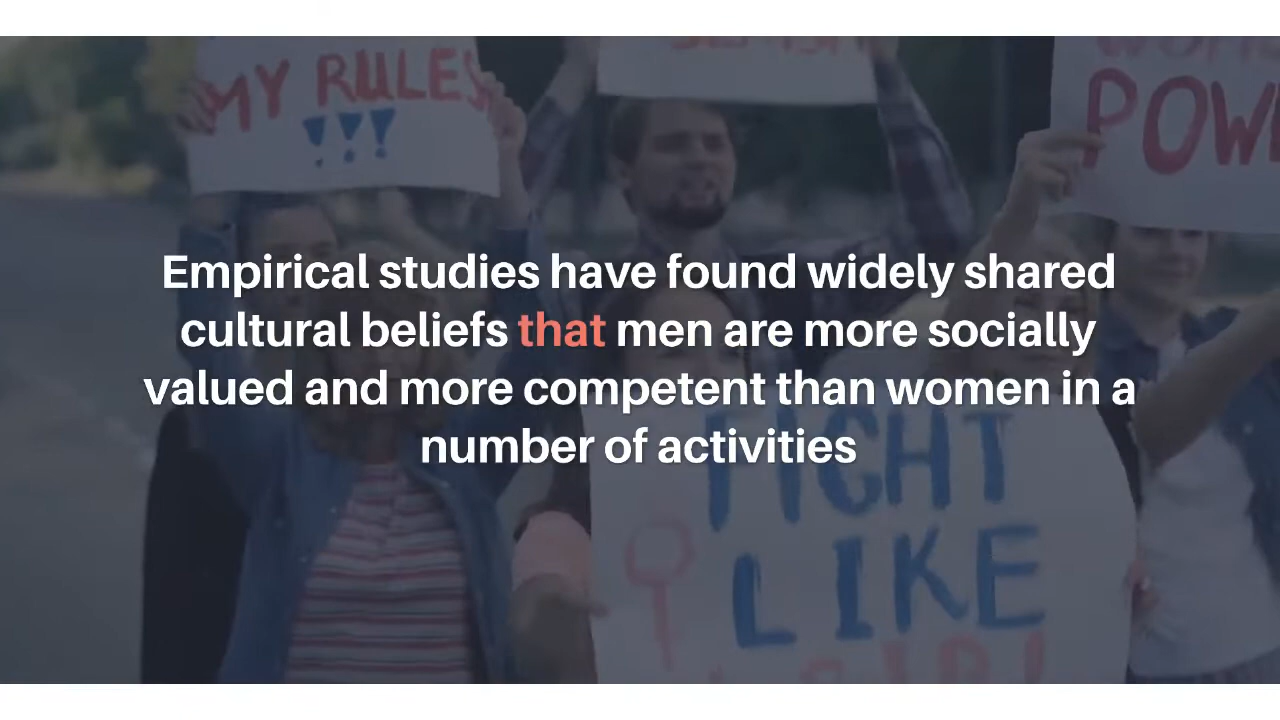 MY RULES
!!!
POW
Empirical studies have found widely shared
cultural beliefs that men are more socially
valued and more competent than women in a
number of activities
FIGHT
LIKE